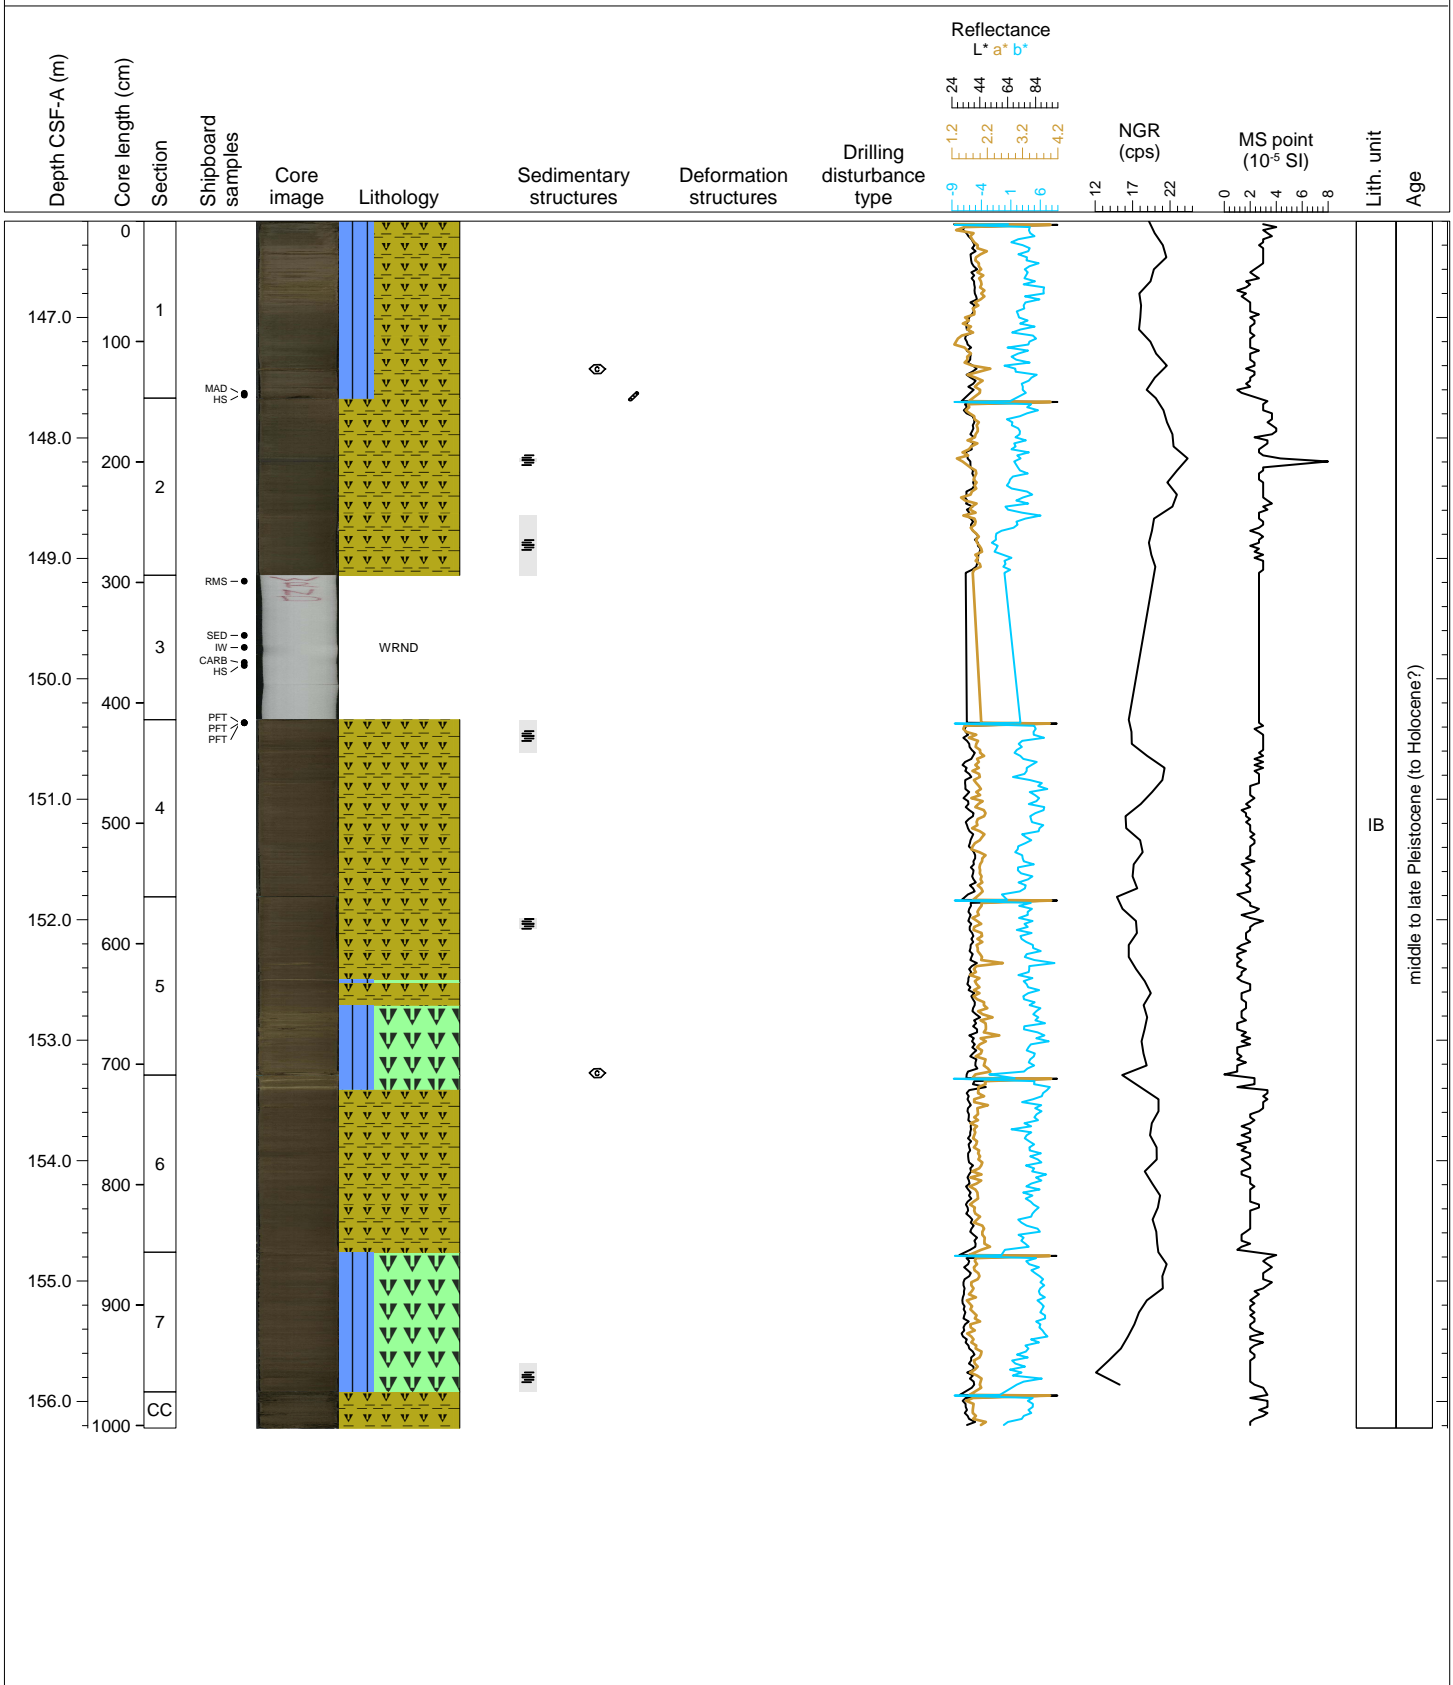 Reflectance
L* a* b*
24 44 64 84
1.2 2.2 3.2 4.2
-9 -4 1 6
Depth CSF-A (m)
Core length (cm)
Section
Shipboard samples
Core image
Lithology
Sedimentary structures
Deformation structures
Drilling disturbance type
NGR (cps)
12 17 22
MS point (10-5 SI)
0 2 4 6 8
Lith. unit
Age
0
1
147.0
100
MAD
HS
148.0
200
2
149.0
300
RMS
SED
3
WRND
IW
CARB
HS
150.0
400
PFT
PFT
PFT
151.0
4
500
IB
middle to late Pleistocene (to Holocene?)
152.0
600
5
153.0
700
c
154.0
6
800
155.0
900
7
156.0
CC
1000